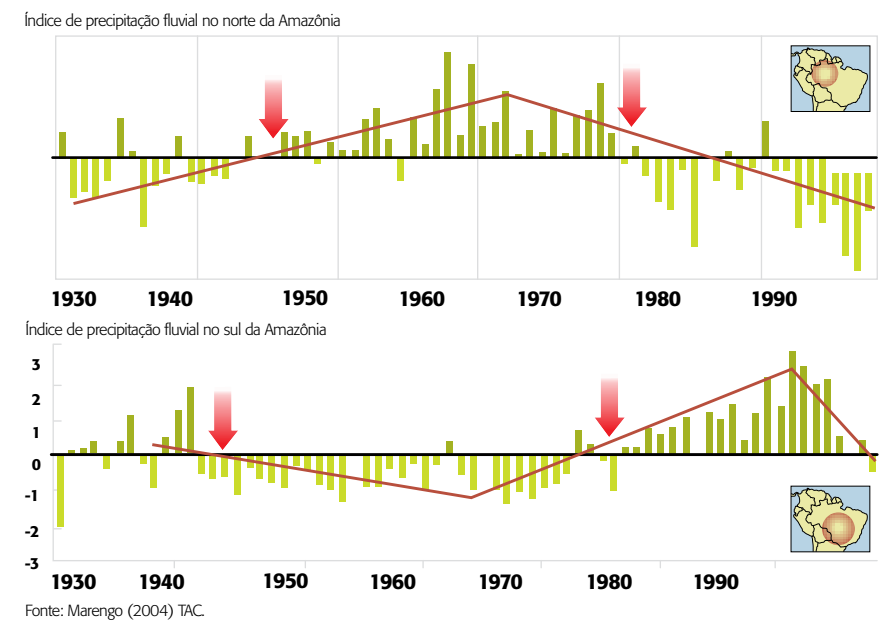 Índice de precipitação fluvial no norte da Amazônia
1930 1940 1950 1960 1970 1980 1990
Índice de precipitação fluvial no sul da Amazônia
3
2
1
0
-1
-2
-3
1930 1940 1950 1960 1970 1980 1990
Fonte: Marengo (2004) TAC.